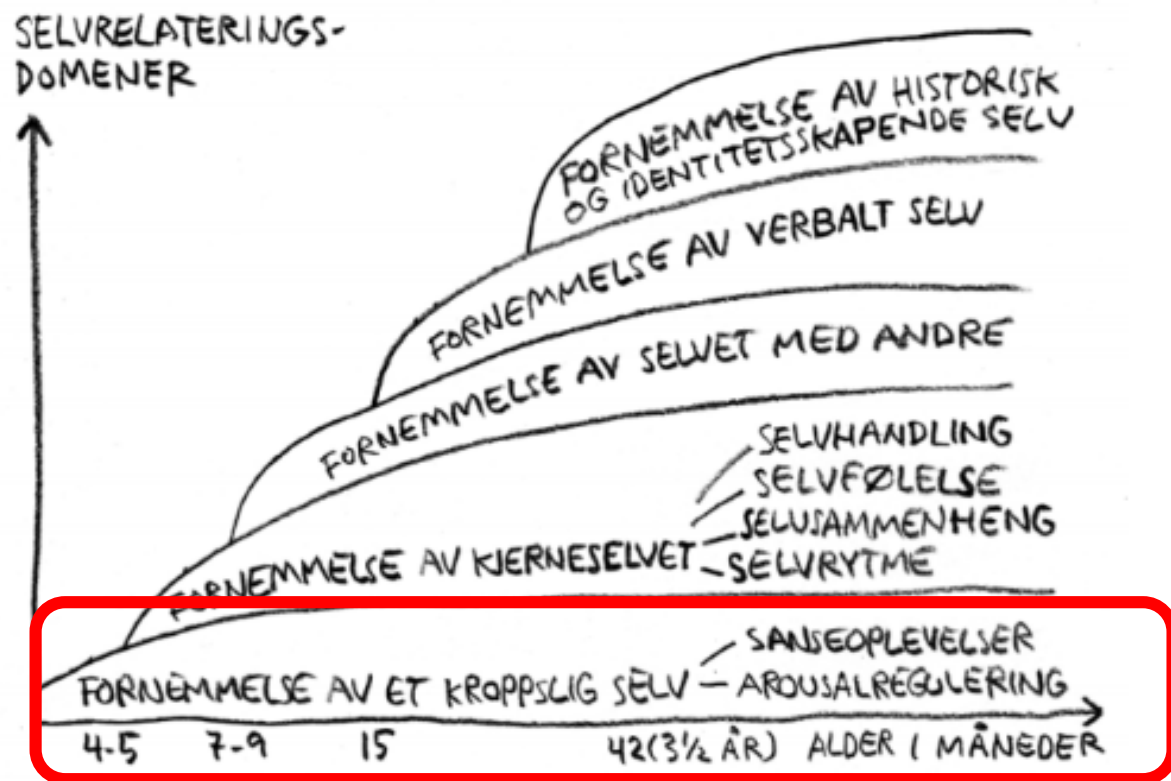 SELVRELATERINGS-
DOMENER
FORNEMMELSE AV HISTORISK
OG IDENTITETSSKAPENDE SELV
FORNEMMELSE AV VERBALT SELV
FORNEMMELSE AV SELVET MED ANDRE
SELVHANDLING
SELVFØLELSE
SELVSAMMENHENG
FORNEMMELSE AV KJERNESELVET
SELVRYTME
SANSEOPLEVELSER
FORNEMMELSE AV ET KROPPSLIG SELV – AROUSALREGULERING
4-5 7-9 15 42(3½ ÅR) ALDER I MÅNEDER